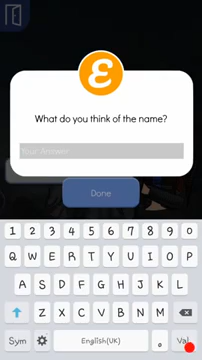 E
What do you think of the name?
Your Answer
Done
1 2 3 4 5 6 7 8 9 0
Q W E R T Y U I O P
A S D F G H J K L
Z X C V B N M
Sym English(UK) . Val